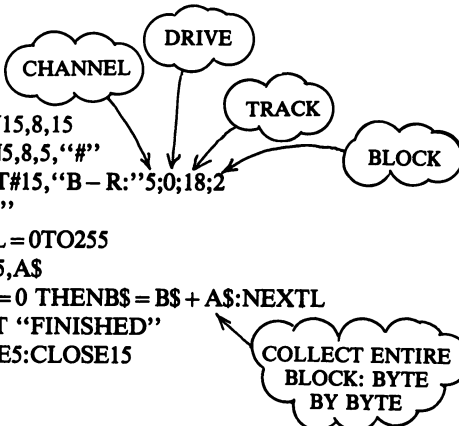 DRIVE
CHANNEL
TRACK
BLOCK
15,8,15
5,8,5,“#”
T#15,“B – R:”5;0;18;2
”
L = 0TO255
5,A$
= 0 THENB$ = B$ + A$:NEXTL
T “FINISHED”
E5:CLOSE15
COLLECT ENTIRE
BLOCK: BYTE
BY BYTE